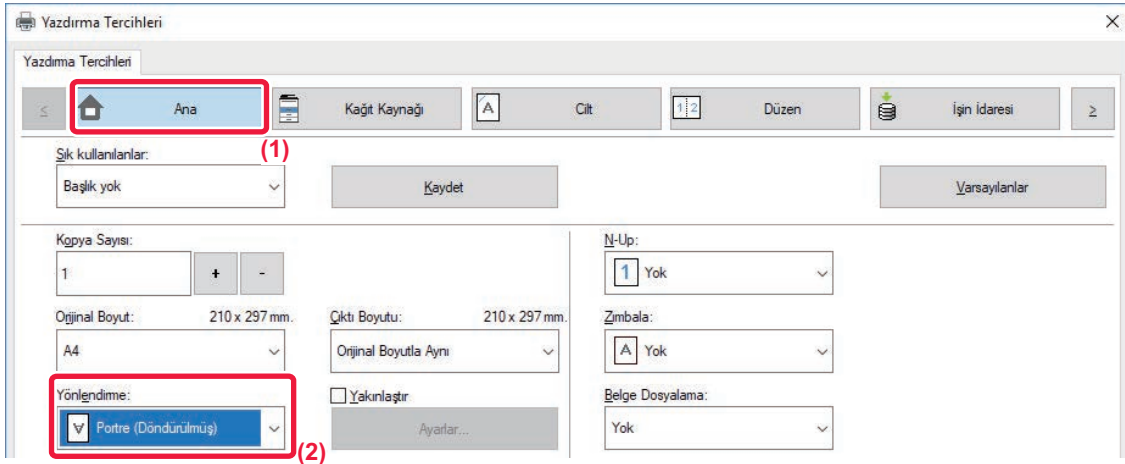 Yazdırma Tercihleri
Yazdırma Tercihleri
≤ Ana Kağıt Kaynağı A Cilt 1 2 Düzen İşin İdaresi ≥
(1)
Sık kullanılanlar:
Başlık yok Kaydet Varsayılanlar
Kopya Sayısı: N-Up:
1 + - 1 Yok
Orijinal Boyut: 210 x 297 mm. Çıktı Boyutu: 210 x 297 mm. Zımbala:
A4 Orijinal Boyutla Aynı A Yok
Yönlendirme: Yakınlaştır Belge Dosyalama:
A Portre (Döndürülmüş) Ayarlar... Yok
(2)